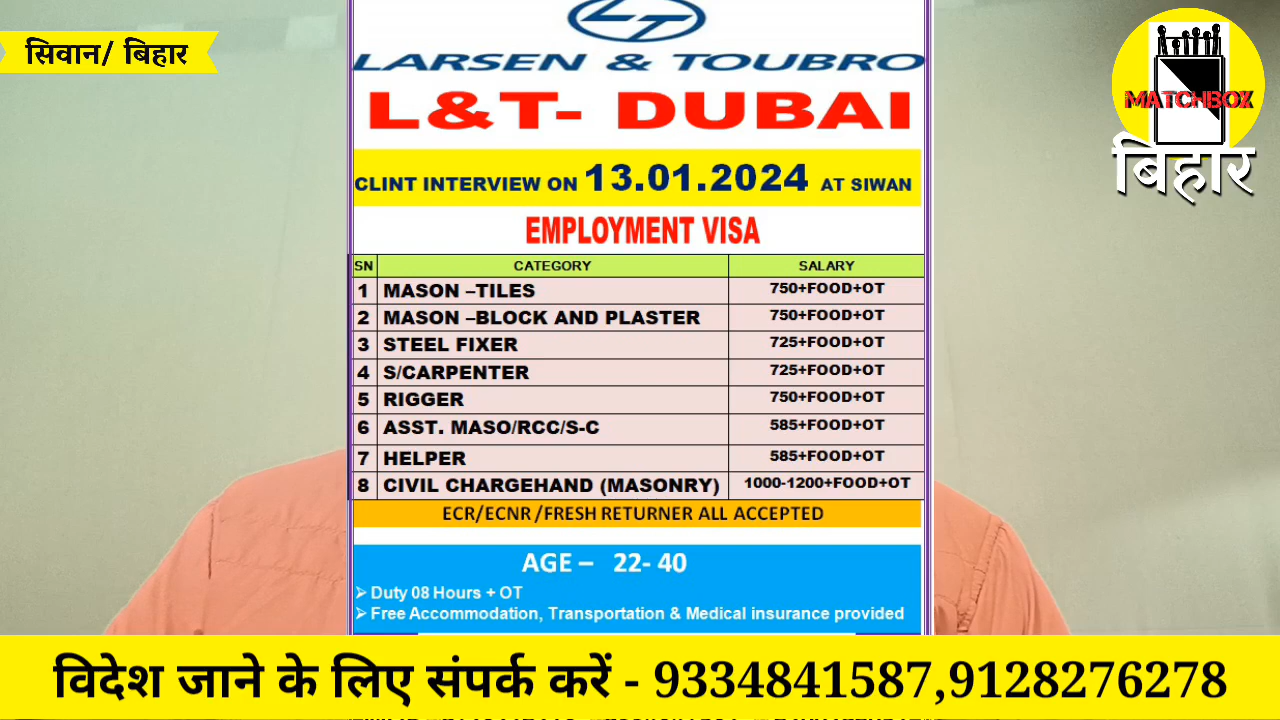 सिवान/ बिहार
LARSEN & TOUBRO
L&T- DUBAI
MATCHBOX
बिहार
CLINT INTERVIEW ON 13.01.2024 AT SIWAN
EMPLOYMENT VISA
SN CATEGORY SALARY
1 MASON –TILES 750+FOOD+OT
2 MASON –BLOCK AND PLASTER 750+FOOD+OT
3 STEEL FIXER 725+FOOD+OT
4 S/CARPENTER 725+FOOD+OT
5 RIGGER 750+FOOD+OT
6 ASST. MASO/RCC/S-C 585+FOOD+OT
7 HELPER 585+FOOD+OT
8 CIVIL CHARGEHAND (MASONRY) 1000-1200+FOOD+OT
ECR/ECNR /FRESH RETURNER ALL ACCEPTED
AGE – 22- 40
➢ Duty 08 Hours + OT
➢ Free Accommodation, Transportation & Medical insurance provided
विदेश जाने के लिए संपर्क करें - 9334841587,9128276278